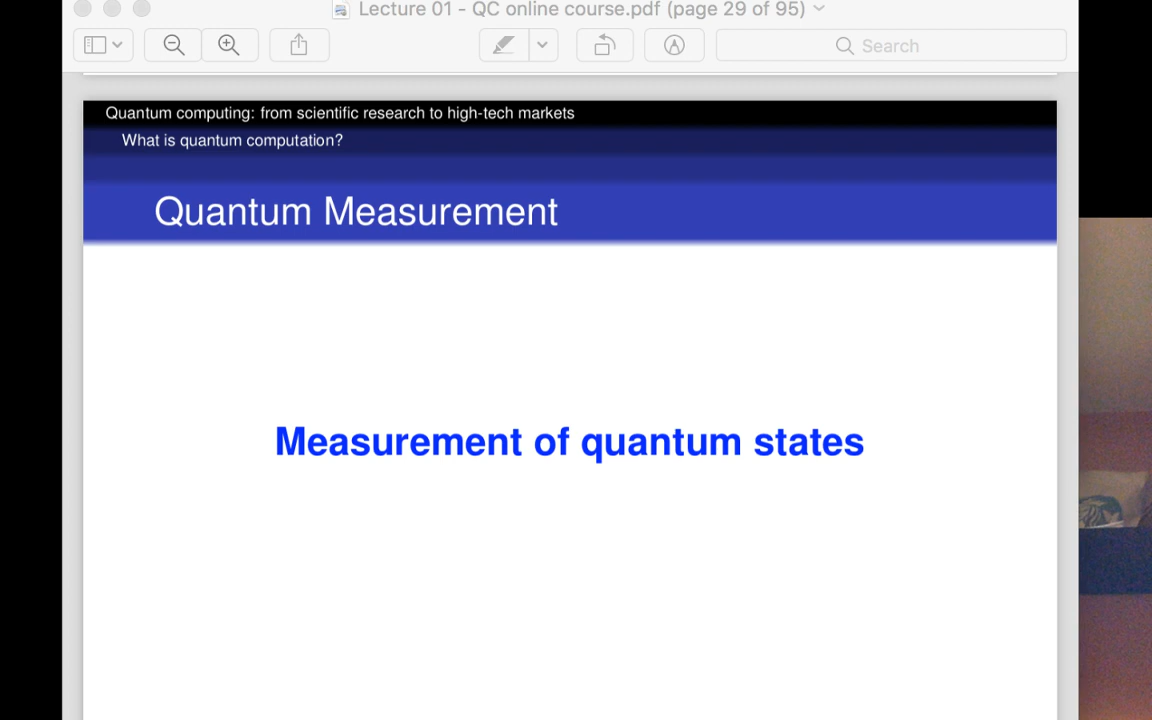 Lecture 01 - QC online course.pdf (page 29 of 95)
Search
Quantum computing: from scientific research to high-tech markets
What is quantum computation?
Quantum Measurement
Measurement of quantum states